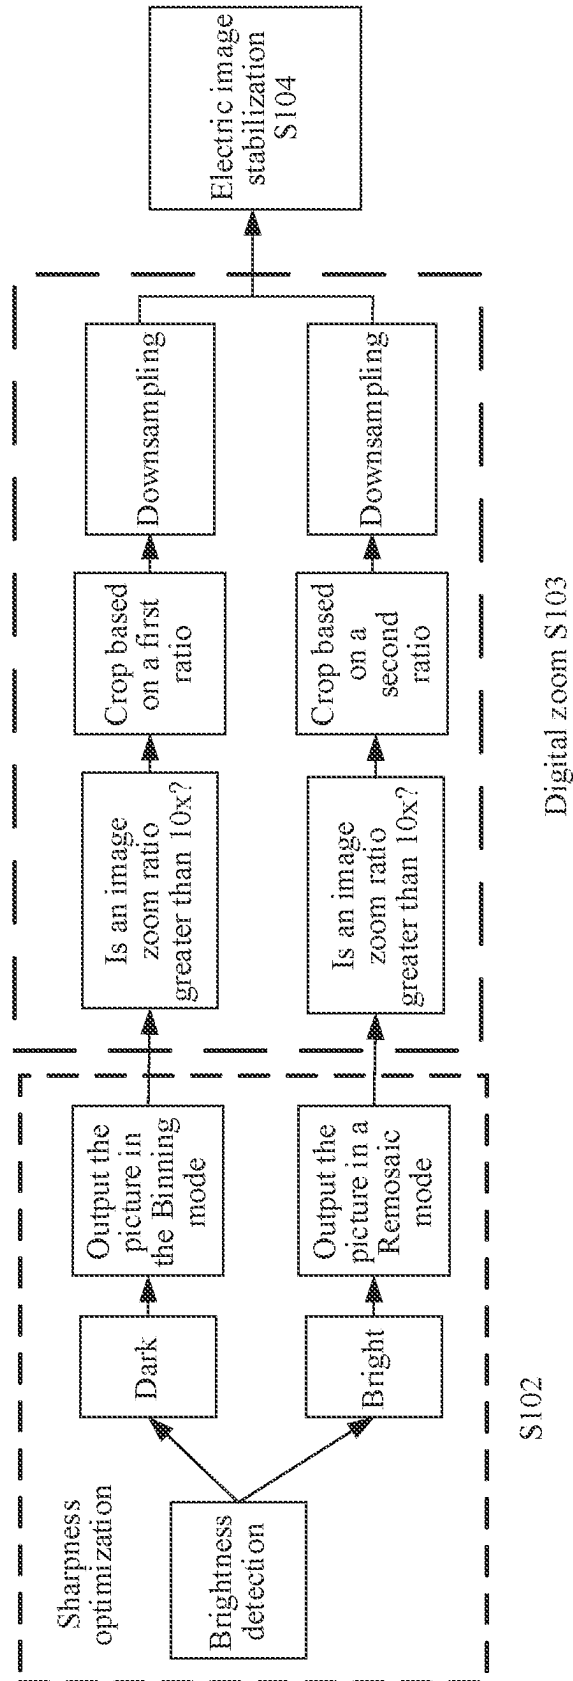 Sharpness
optimization
Brightness
detection
Dark
Bright
Output the
picture in
the Binning
mode
Output the
picture in a
Remosaic
mode
S102
Is an image
zoom ratio
greater than 10x?
Is an image
zoom ratio
greater than 10x?
Crop based
on a first
ratio
Crop based
on a
second
ratio
Downsampling
Downsampling
Digital zoom S103
Electric image
stabilization
S104